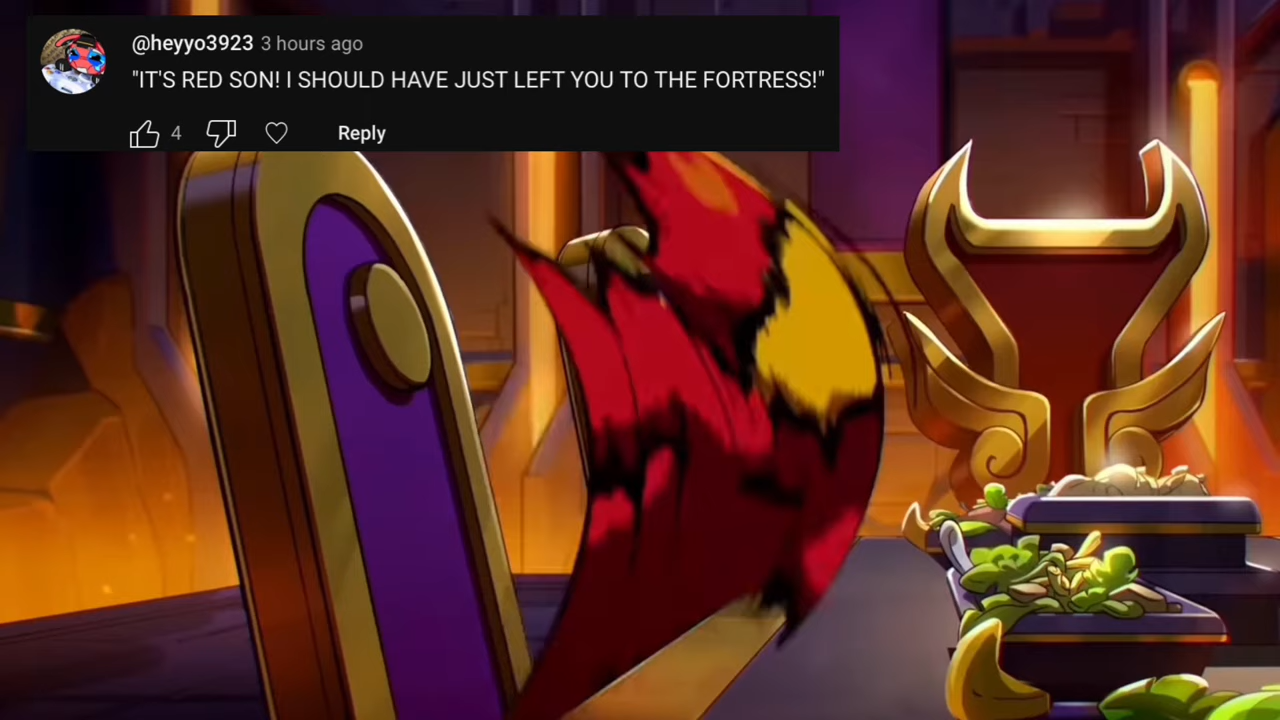 @heyyo3923 3 hours ago
"IT'S RED SON! I SHOULD HAVE JUST LEFT YOU TO THE FORTRESS!"
4
Reply